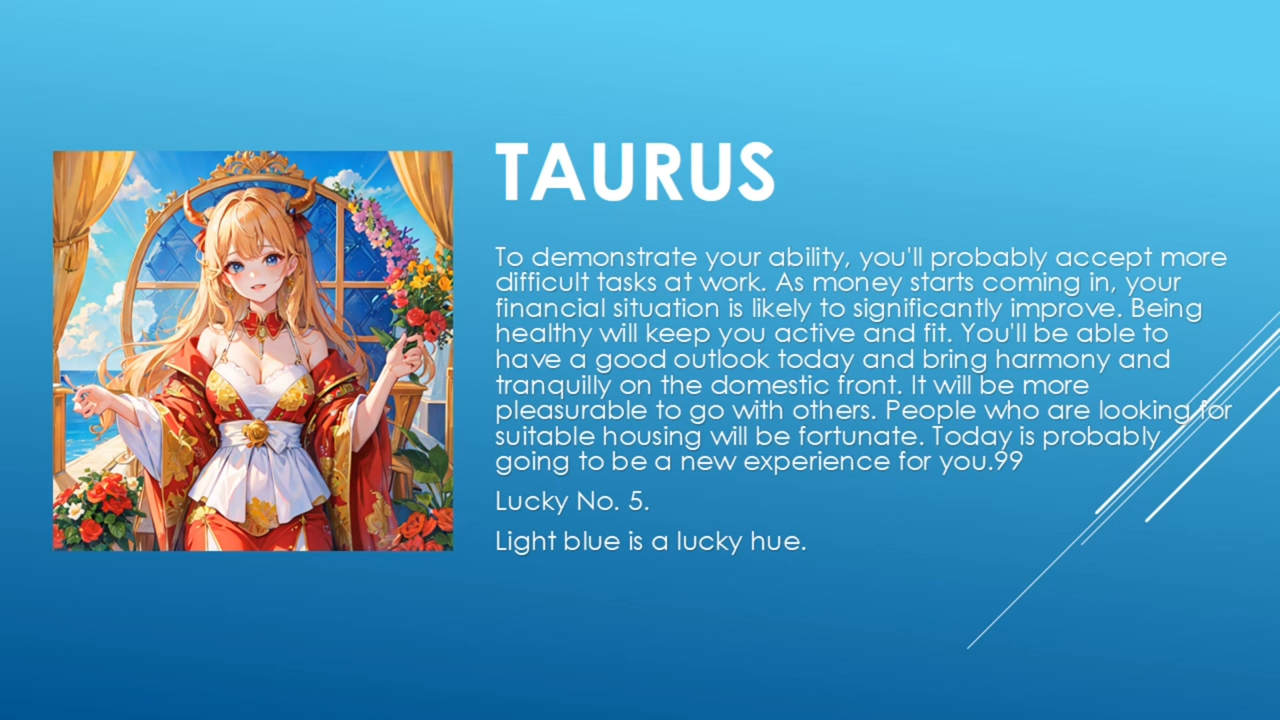 TAURUS
To demonstrate your ability, you'll probably accept more
difficult tasks at work. As money starts coming in, your
financial situation is likely to significantly improve. Being
healthy will keep you active and fit. You'll be able to
have a good outlook today and bring harmony and
tranquilly on the domestic front. It will be more
pleasurable to go with others. People who are looking for
suitable housing will be fortunate. Today is probably
going to be a new experience for you.99
Lucky No. 5.
Light blue is a lucky hue.